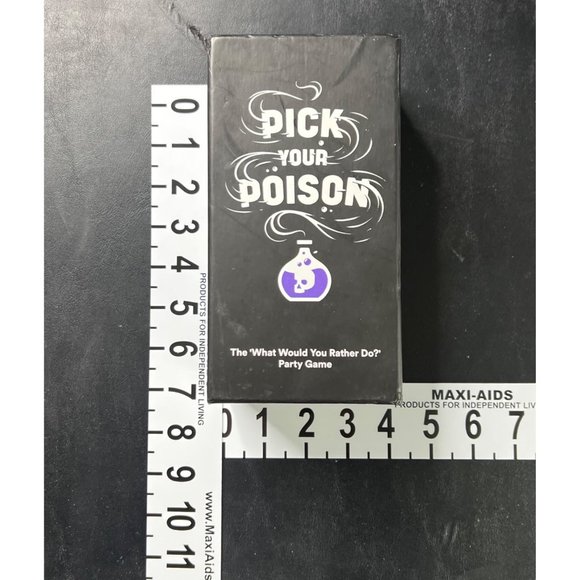 PICK
YOUR
POISON
The 'What Would You Rather Do?'
Party Game
0 1 2 3 4 5 6 7 8 9 10 11
PRODUCTS FOR INDEPENDENT LIVING
www.MaxiAids
MAXI-AIDS
PRODUCTS FOR INDEPENDENT LIVING
0 1 2 3 4 5 6 7